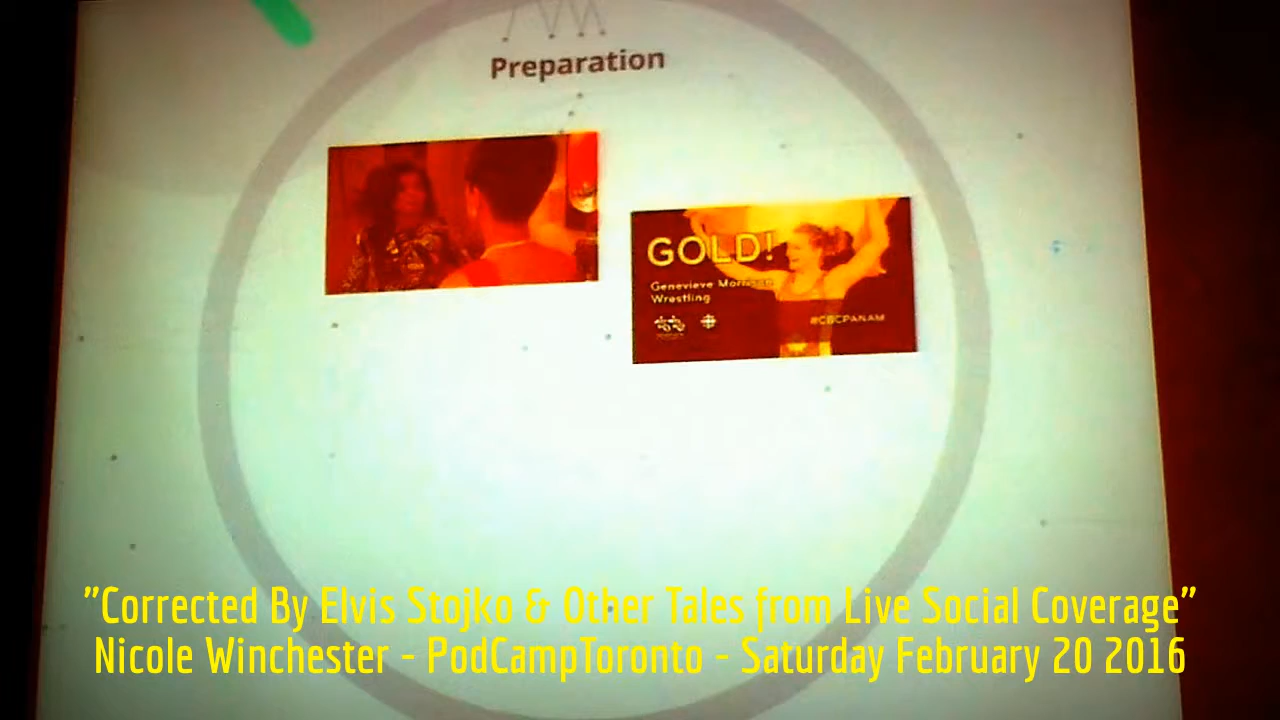 Preparation
GOLD!
Genevieve Morrison
Wrestling
#CBCPANAM
"Corrected By Elvis Stojko & Other Tales from Live Social Coverage"
Nicole Winchester - PodCampToronto - Saturday February 20 2016